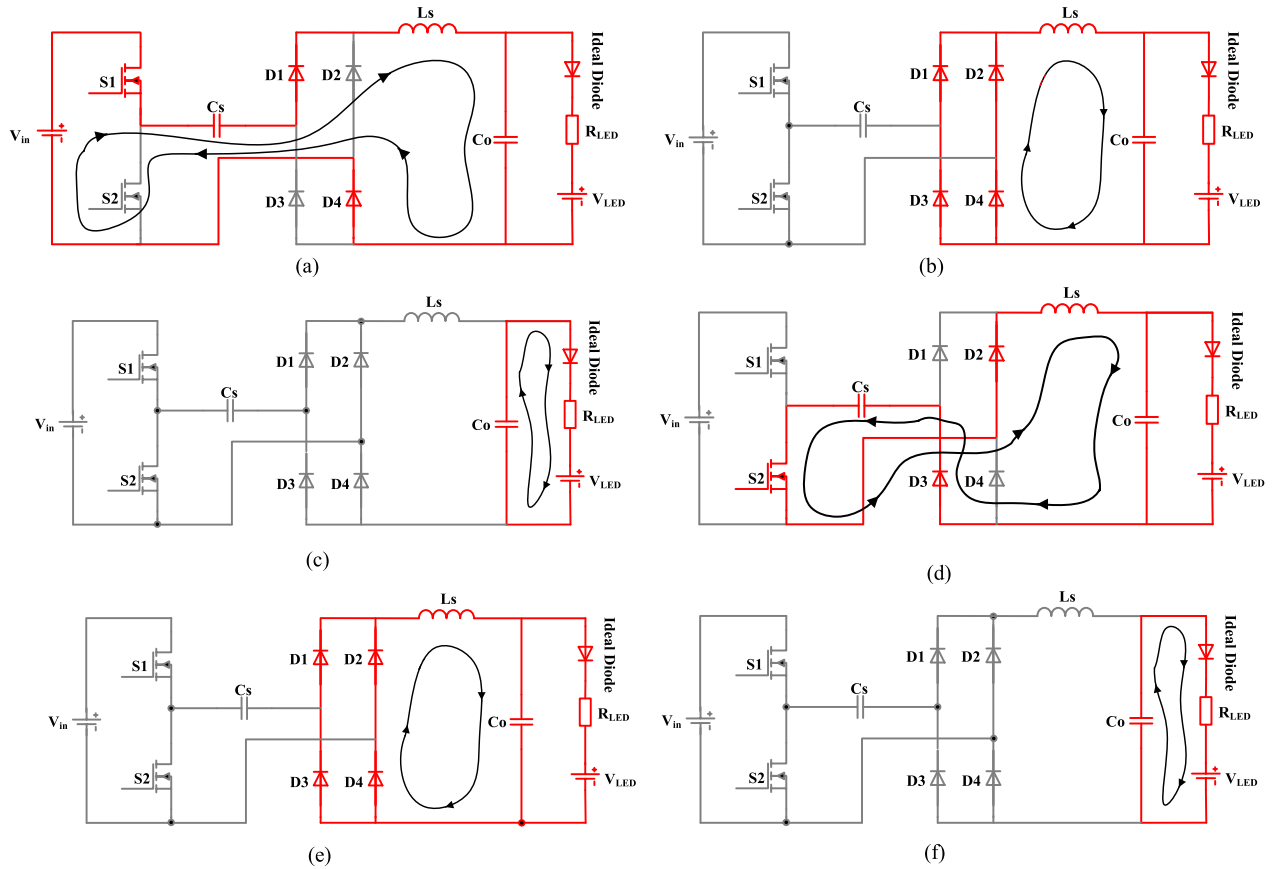 Ls
S1
D1
D2
Ideal Diode
Cs
Vin
Co
RLED
S2
D3
D4
VLED
(a)
Ls
S1
D1
D2
Ideal Diode
Cs
Vin
Co
RLED
S2
D3
D4
VLED
(b)
Ls
S1
D1
D2
Ideal Diode
Cs
Vin
Co
RLED
S2
D3
D4
VLED
(c)
Ls
S1
D1
D2
Ideal Diode
Cs
Vin
Co
RLED
S2
D3
D4
VLED
(d)
Ls
S1
D1
D2
Ideal Diode
Cs
Vin
Co
RLED
S2
D3
D4
VLED
(e)
Ls
S1
D1
D2
Ideal Diode
Cs
Vin
Co
RLED
S2
D3
D4
VLED
(f)